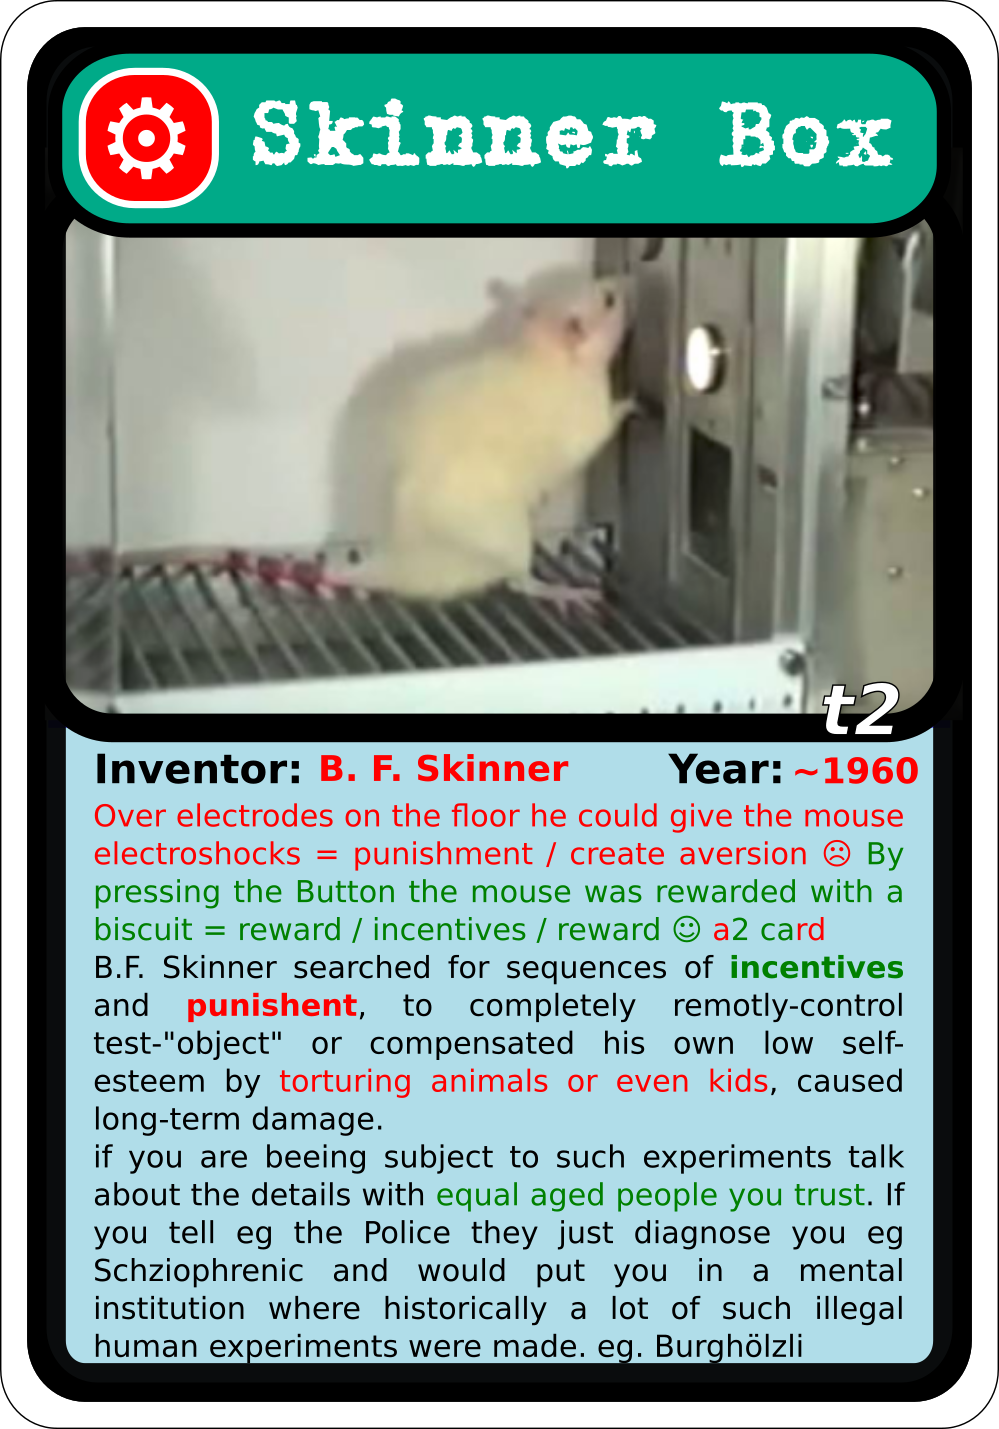 Skinner Box
t2
Inventor: B. F. Skinner Year: ~1960
Over electrodes on the floor he could give the mouse
electroshocks = punishment / create aversion ☹ By
pressing the Button the mouse was rewarded with a
biscuit = reward / incentives / reward ☺ a2 card
B.F. Skinner searched for sequences of incentives
and punishent, to completely remotly-control
test-"object" or compensated his own low self-
esteem by torturing animals or even kids, caused
long-term damage.
if you are beeing subject to such experiments talk
about the details with equal aged people you trust. If
you tell eg the Police they just diagnose you eg
Schziophrenic and would put you in a mental
institution where historically a lot of such illegal
human experiments were made. eg. Burghölzli